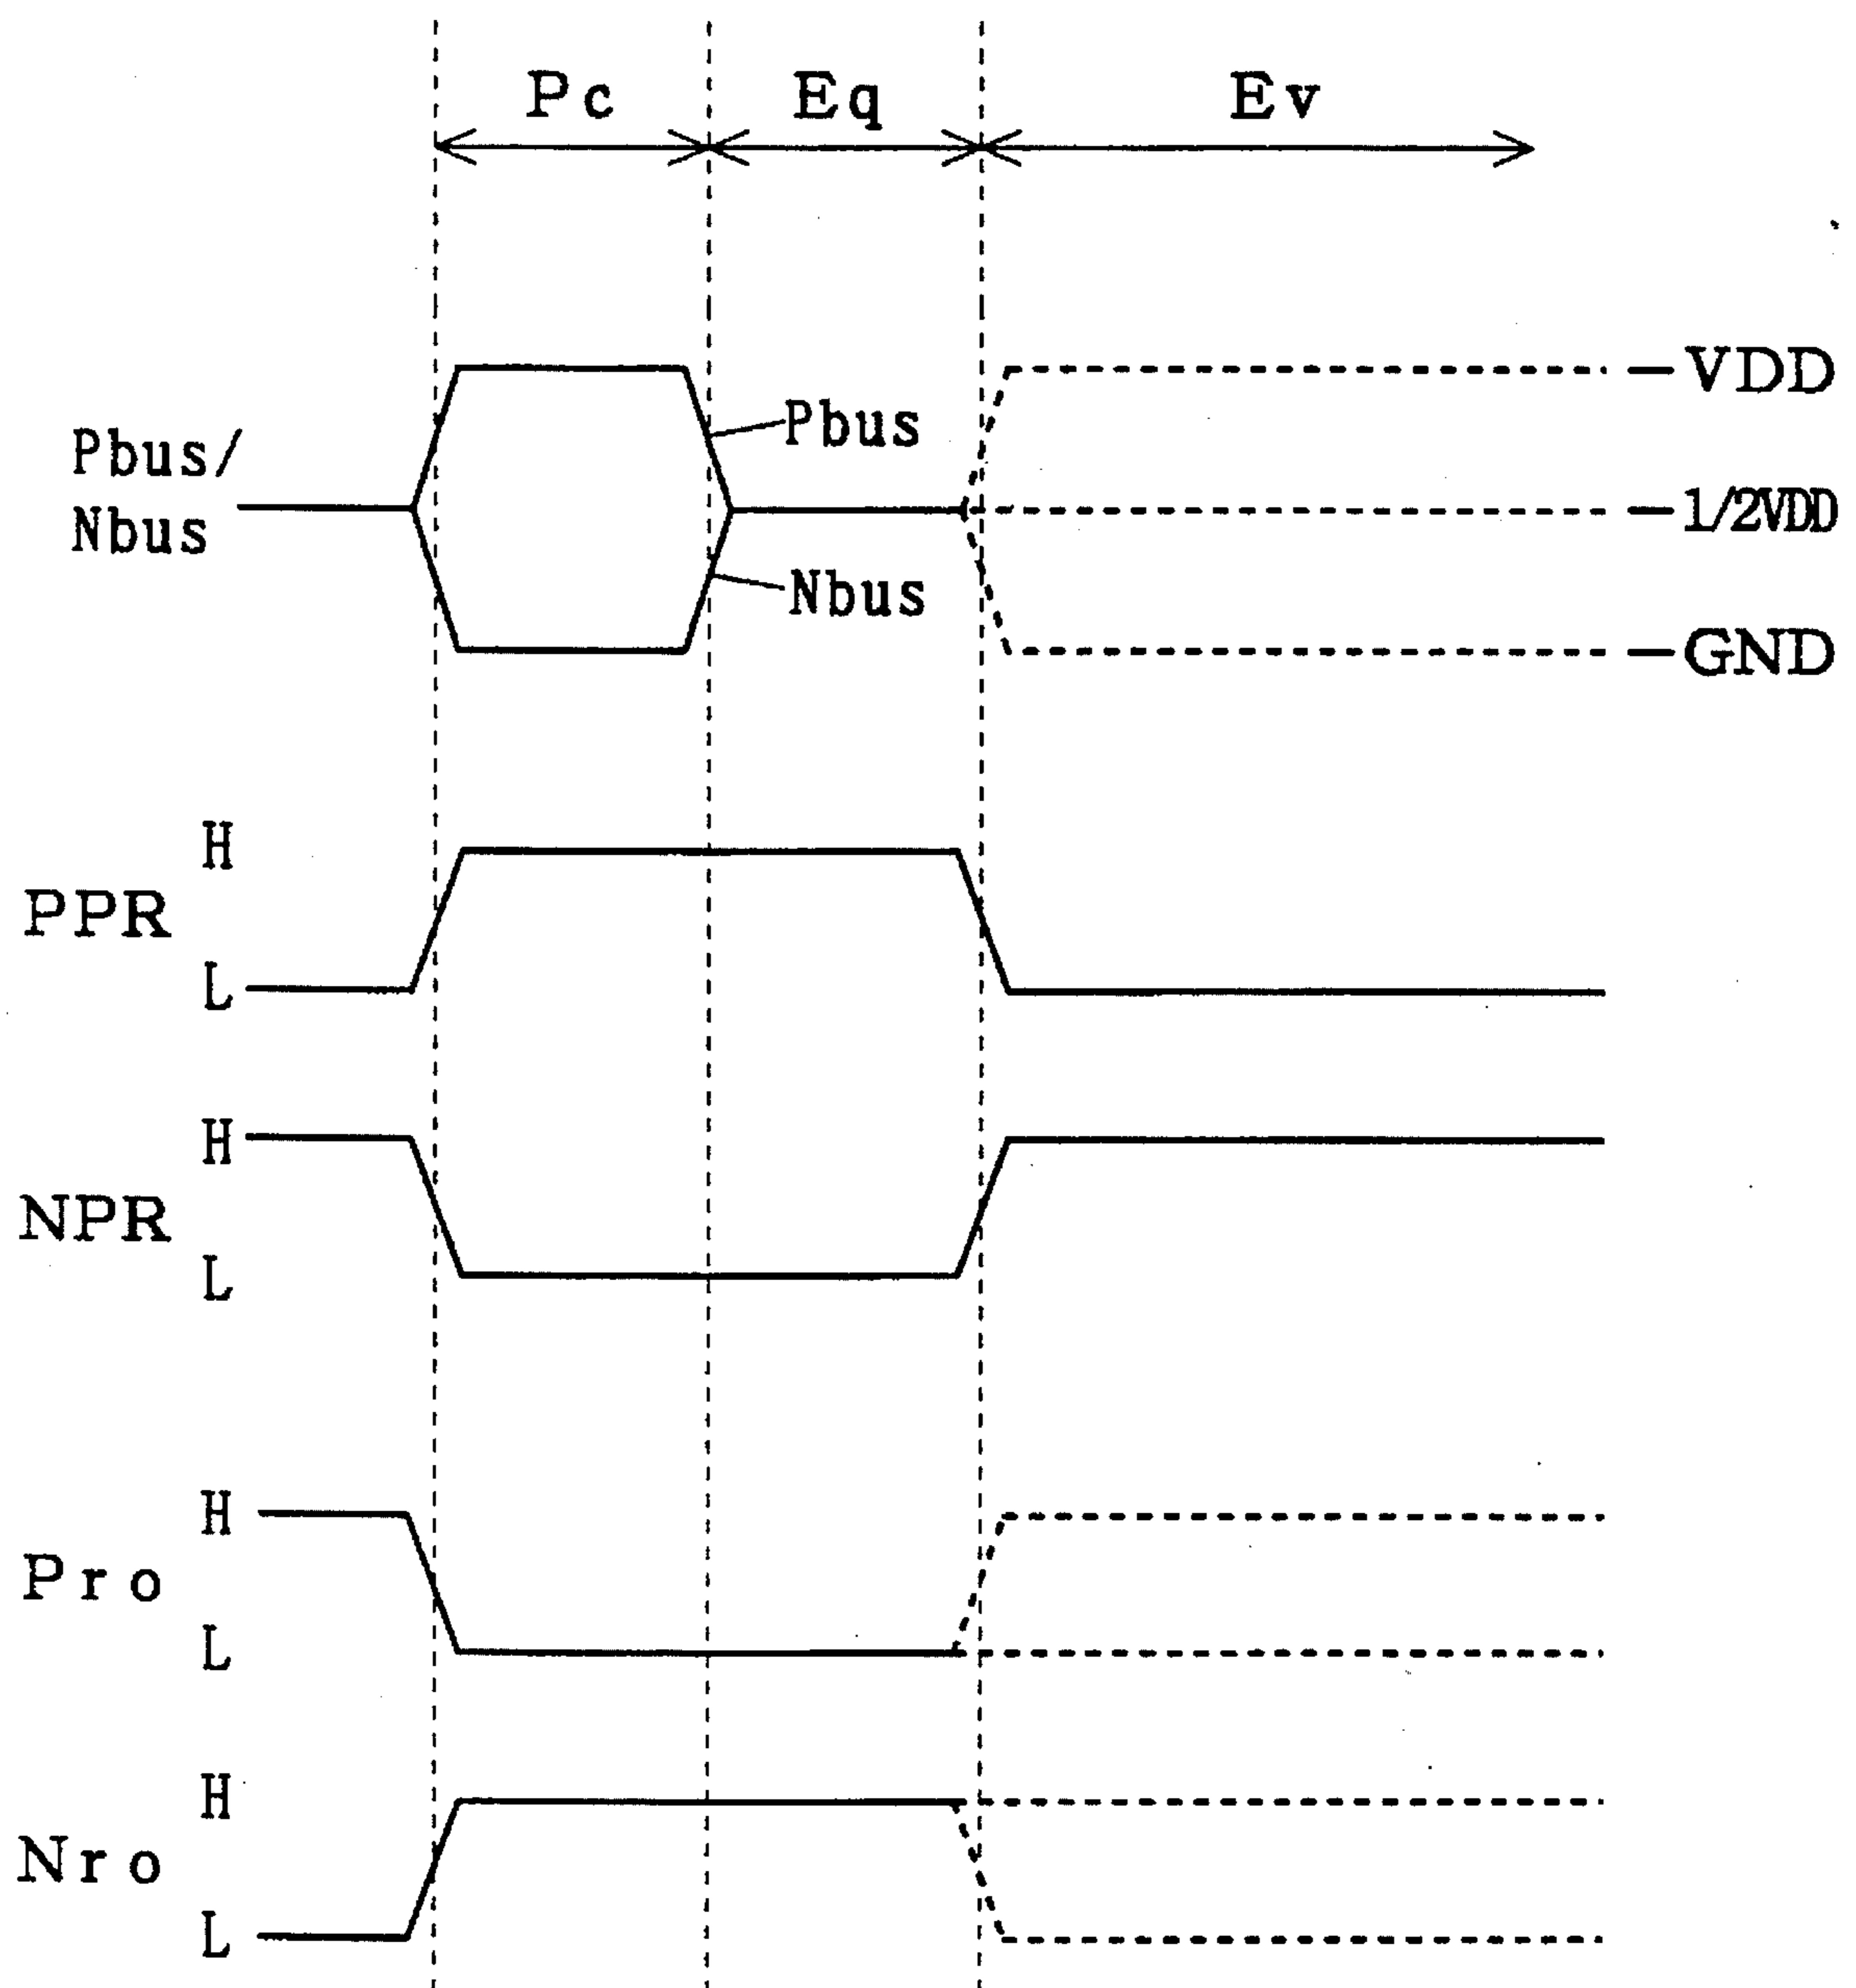 Pc Eq Ev
VDD
Pbus
Pbus/
Nbus
1/2VDD
Nbus
GND
H
PPR
L
H
NPR
L
H
Pro
L
H
Nro
L